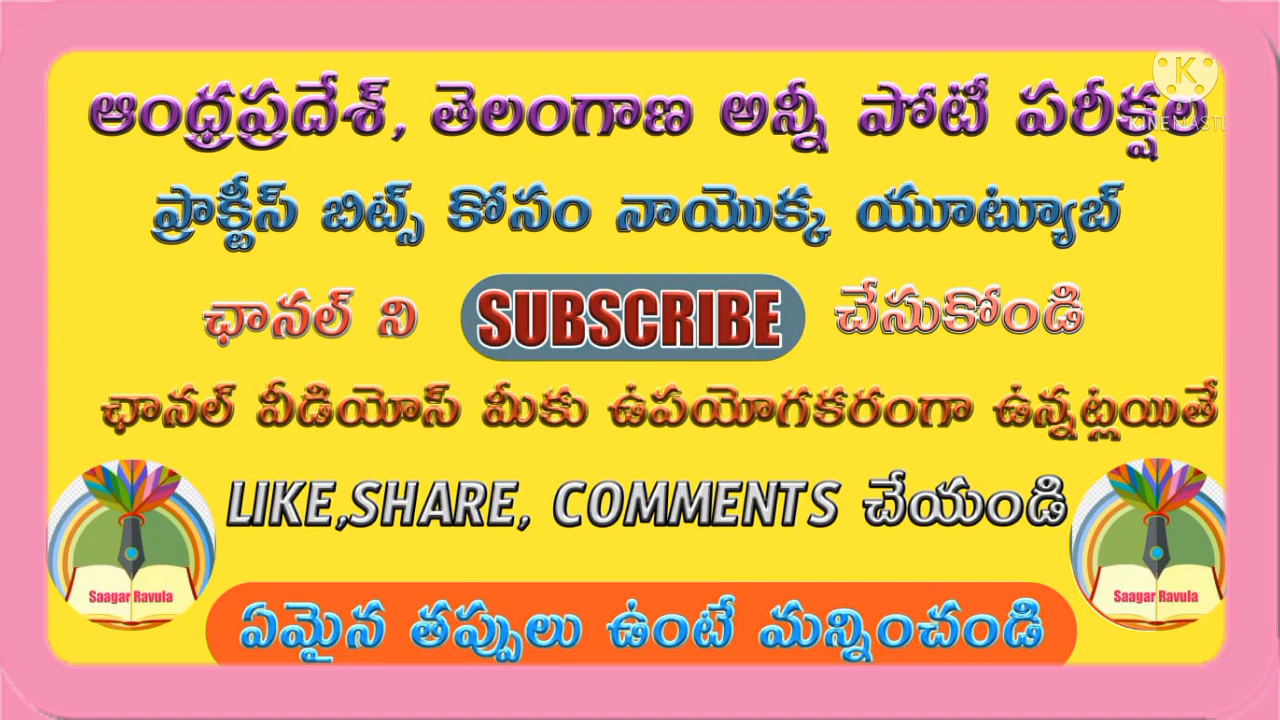 ఆంధ్రప్రదేశ్, తెలంగాణ అన్నీ పోటీ పరీక్షల
ప్రాక్టీస్ బిట్స్ కోసం నాయొక్క యూట్యూబ్
ఛానల్ ని SUBSCRIBE చేసుకోండి
ఛానల్ వీడియోస్ మీకు ఉపయోగకరంగా ఉన్నట్లయితే
LIKE,SHARE, COMMENTS చేయండి
ఏమైన తప్పులు ఉంటే మన్నించండి
Saagar Ravula
Saagar Ravula
K
KINEMASTE